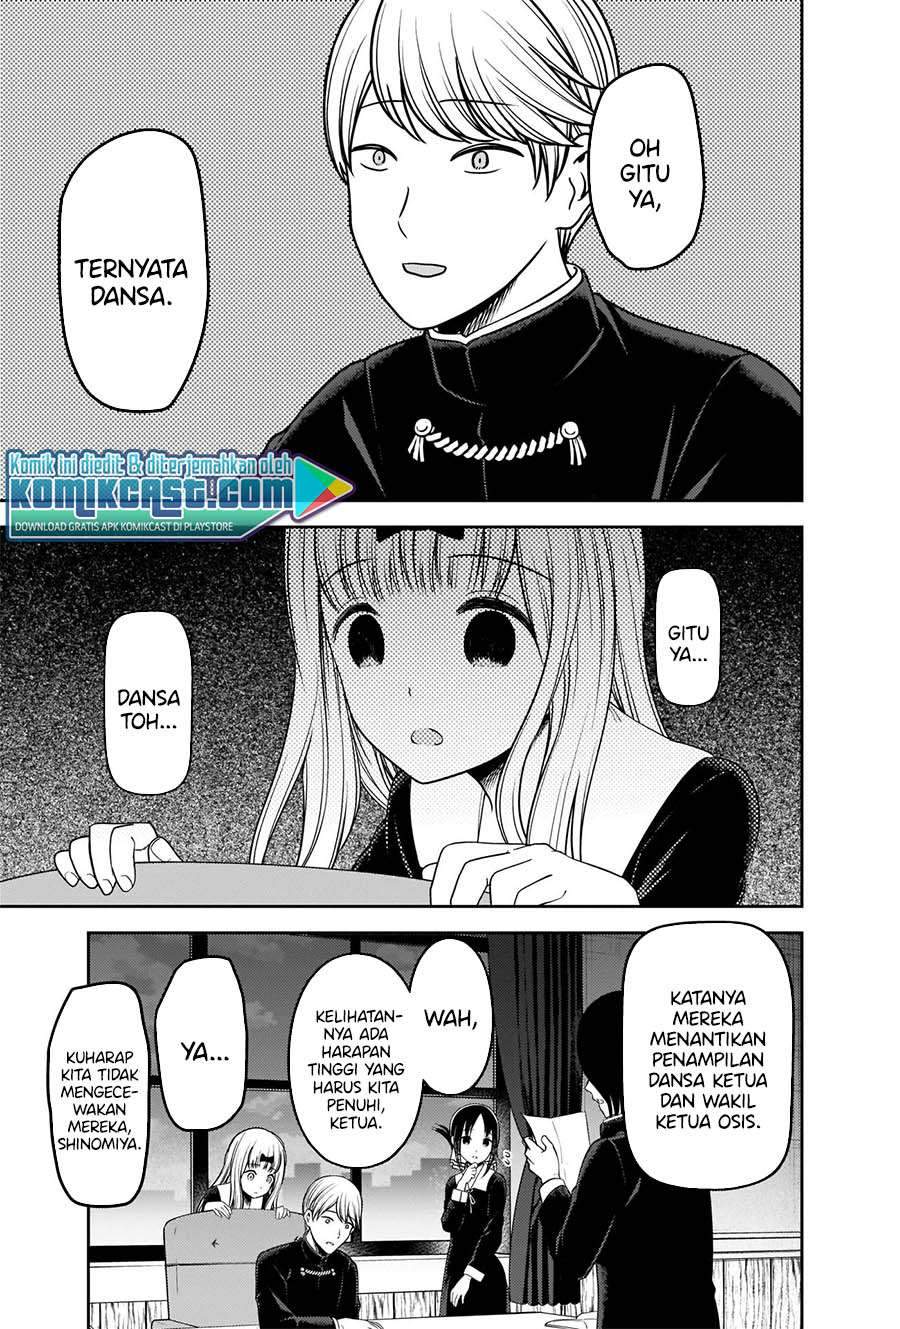 OH
GITU
YA,
TERNYATA
DANSA.
Komik ini diedit & diterjemahkan oleh
KOMIKCAST.COM
DOWNLOAD GRATIS APK KOMIKCAST DI PLAYSTORE
GITU
YA...
DANSA
TOH...
KATANYA
MEREKA
MENANTIKAN
PENAMPILAN
DANSA KETUA
DAN WAKIL
KETUA OSIS.
WAH,
KELIHATAN-
NYA ADA
HARAPAN
TINGGI YANG
HARUS KITA
PENUHI,
KETUA.
YA...
KUHARAP
KITA TIDAK
MENGECE-
WAKAN
MEREKA,
SHINOMIYA.